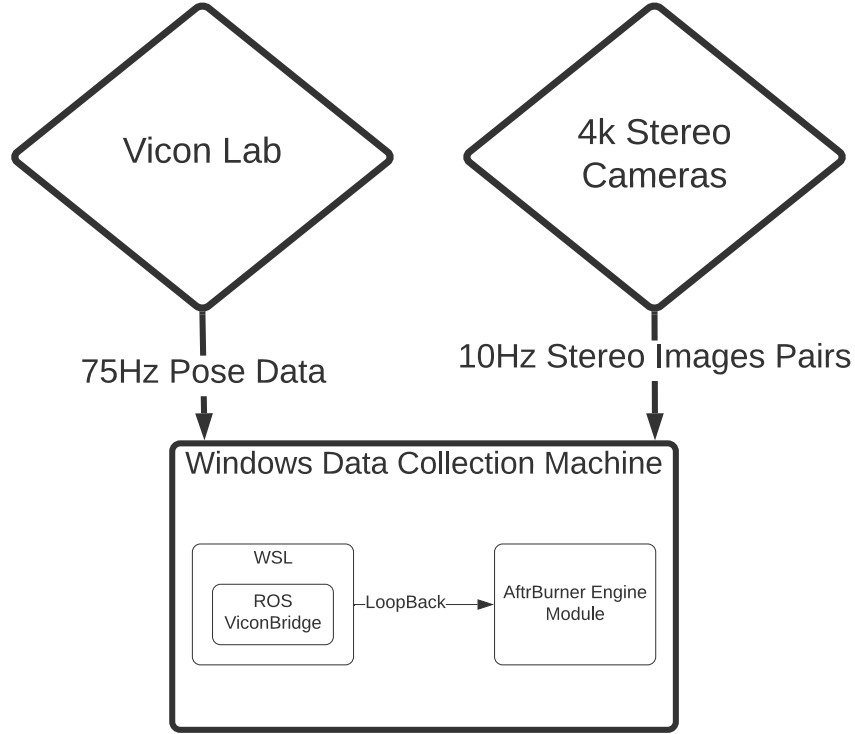 Vicon Lab
4k Stereo
Cameras
75Hz Pose Data
10Hz Stereo Images Pairs
Windows Data Collection Machine
WSL
ROS
ViconBridge
LoopBack
AftrBurner Engine
Module